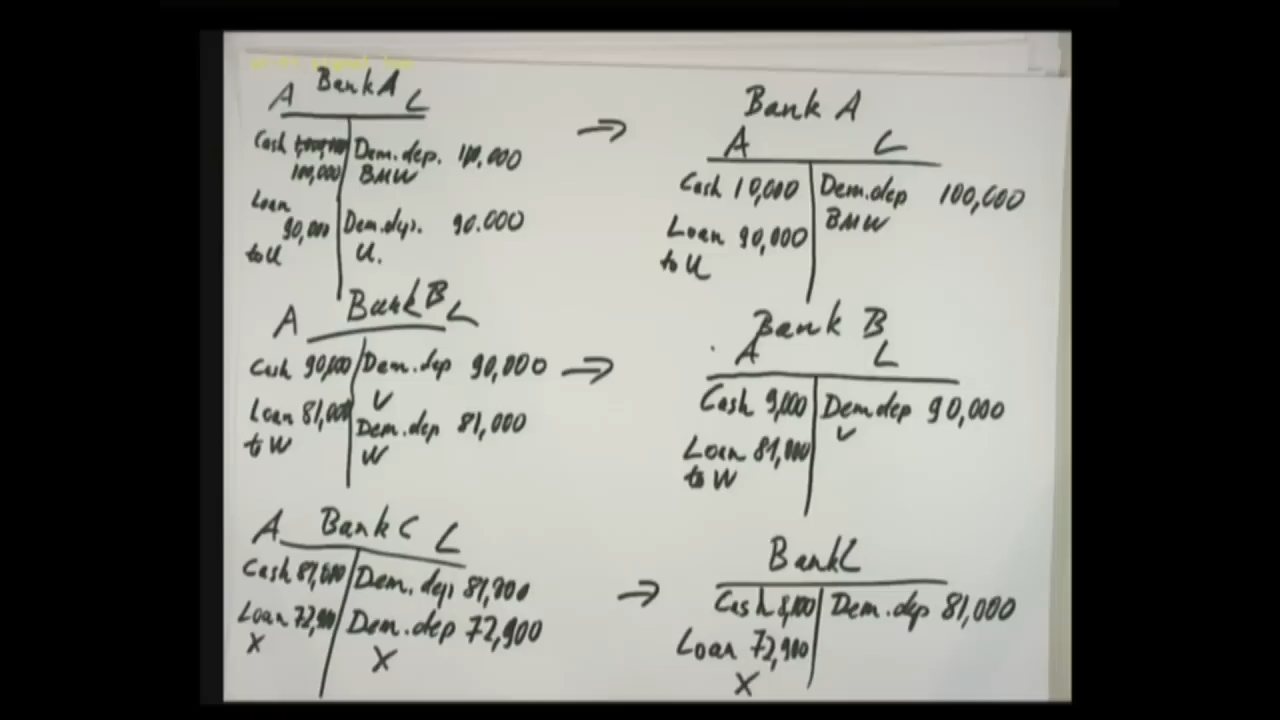 Bank A
A L
Cash
100,000
Dem. dep. 100,000
BMW
Loan
90,000
to U
Dem. dep. 90.000
U.
Bank B
A L
Cash 90,000 Dem. dep 90,000
V
Loan 81,000
to W
Dem. dep 81,000
W
A Bank C L
Cash 81,000 Dem. dep 81,000
Loan 72,900 Dem. dep 72,900
X X
⇒
Bank A
A L
Cash 10,000 Dem. dep 100,000
BMW
Loan 90,000
to U
⇒
Bank B
A L
Cash 9,000 Dem. dep 90,000
V
Loan 81,000
to W
⇒
Bank C
Cash 8,100 Dem. dep 81,000
Loan 72,900
X